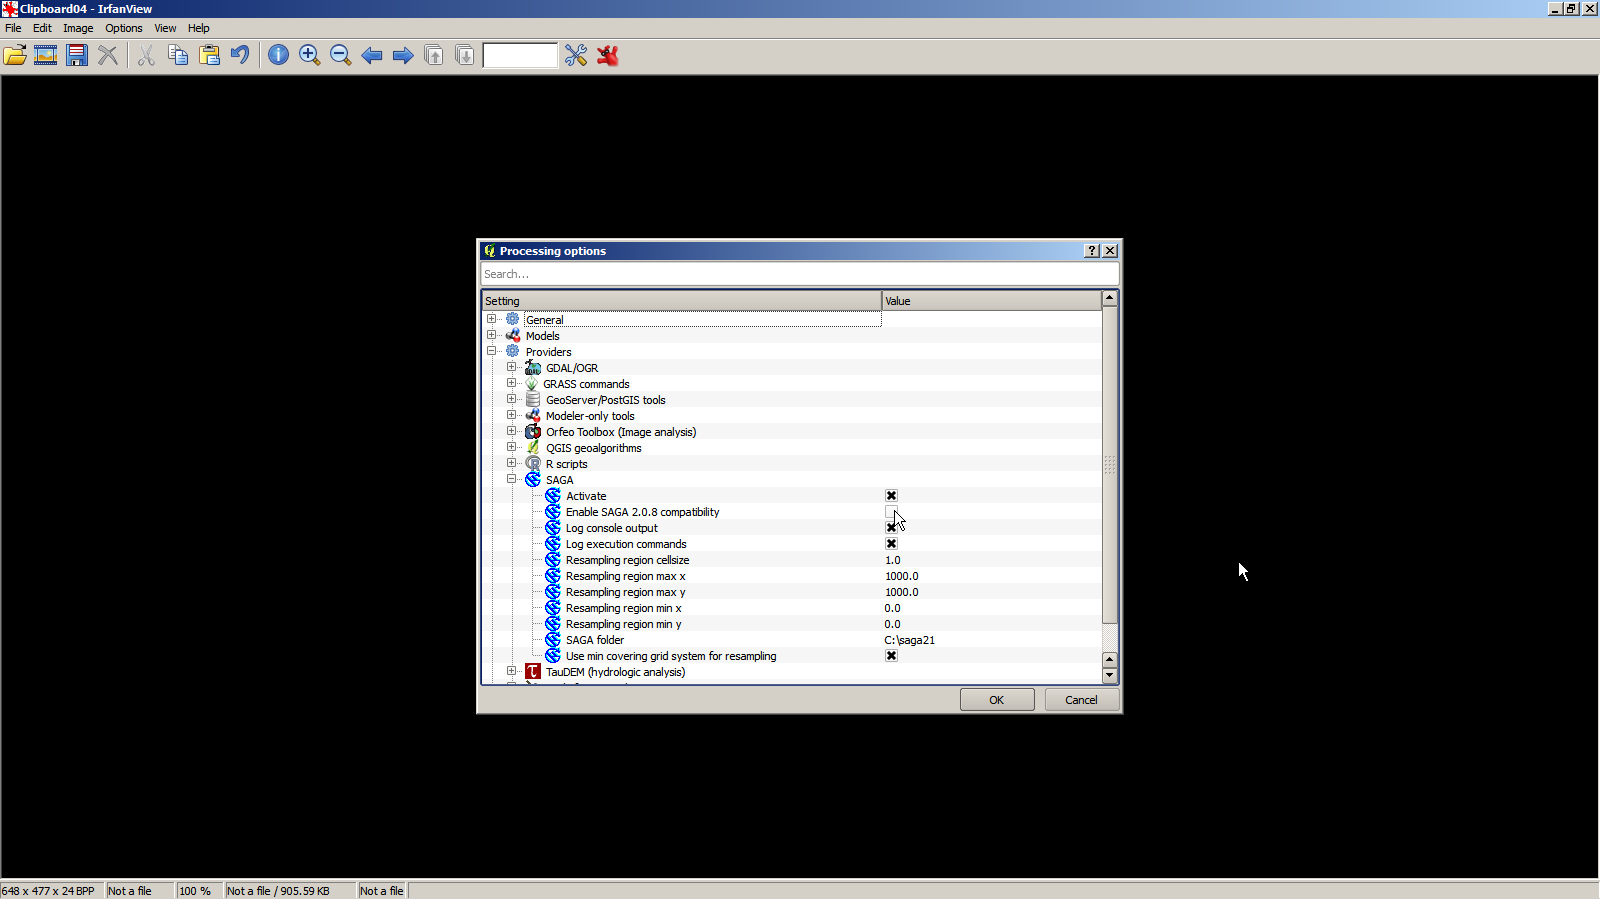 Clipboard04 - IrfanView
File Edit Image Options View Help
Processing options
Search...
Setting Value
General
Models
Providers
GDAL/OGR
GRASS commands
GeoServer/PostGIS tools
Modeler-only tools
Orfeo Toolbox (Image analysis)
QGIS geoalgorithms
R scripts
SAGA
Activate
Enable SAGA 2.0.8 compatibility
Log console output
Log execution commands
Resampling region cellsize 1.0
Resampling region max x 1000.0
Resampling region max y 1000.0
Resampling region min x 0.0
Resampling region min y 0.0
SAGA folder C:\saga21
Use min covering grid system for resampling
TauDEM (hydrologic analysis)
OK Cancel
648 x 477 x 24 BPP Not a file 100 % Not a file / 905.59 KB Not a file